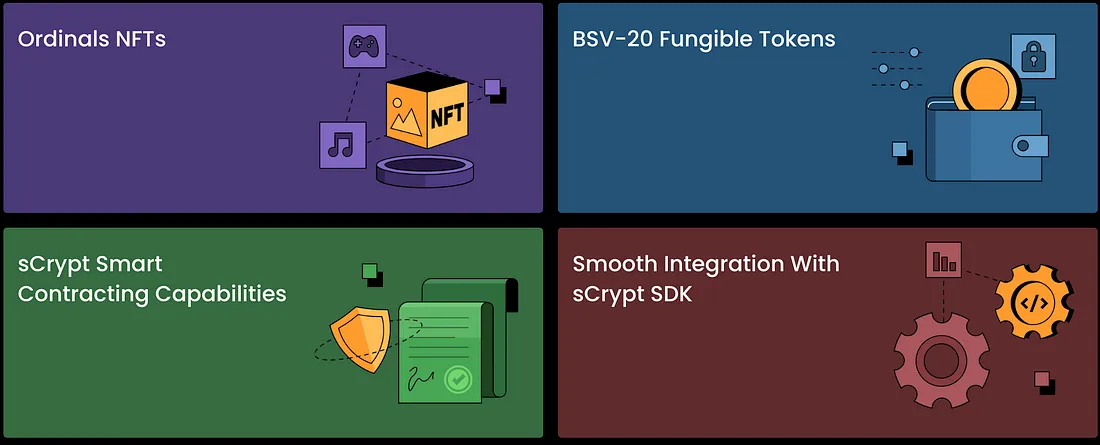 Ordinals NFTs
NFT
BSV-20 Fungible Tokens
sCrypt Smart
Contracting Capabilities
Smooth Integration With
sCrypt SDK
</>